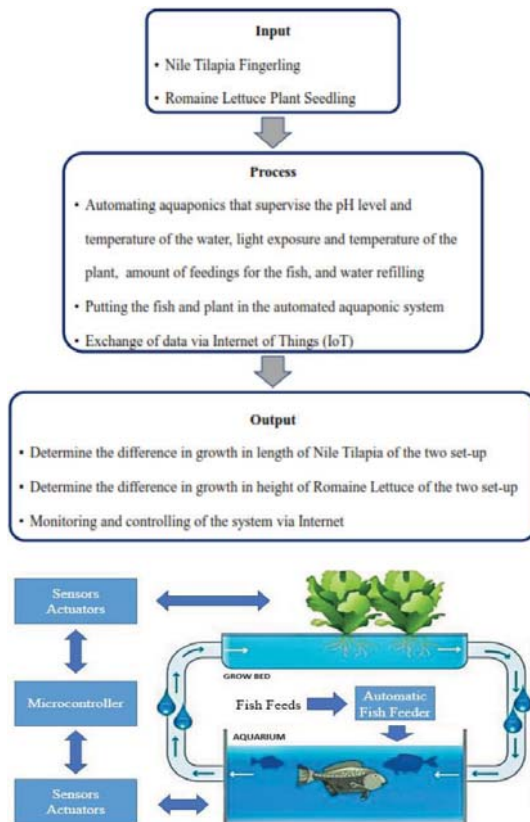 Input
• Nile Tilapia Fingerling
• Romaine Lettuce Plant Seedling
Process
• Automating aquaponics that supervise the pH level and
temperature of the water, light exposure and temperature of the
plant, amount of feedings for the fish, and water refilling
• Putting the fish and plant in the automated aquaponic system
• Exchange of data via Internet of Things (IoT)
Output
• Determine the difference in growth in length of Nile Tilapia of the two set-up
• Determine the difference in growth in height of Romaine Lettuce of the two set-up
• Monitoring and controlling of the system via Internet
Sensors
Actuators
GROW BED
Microcontroller
Fish Feeds
Automatic
Fish Feeder
AQUARIUM
Sensors
Actuators